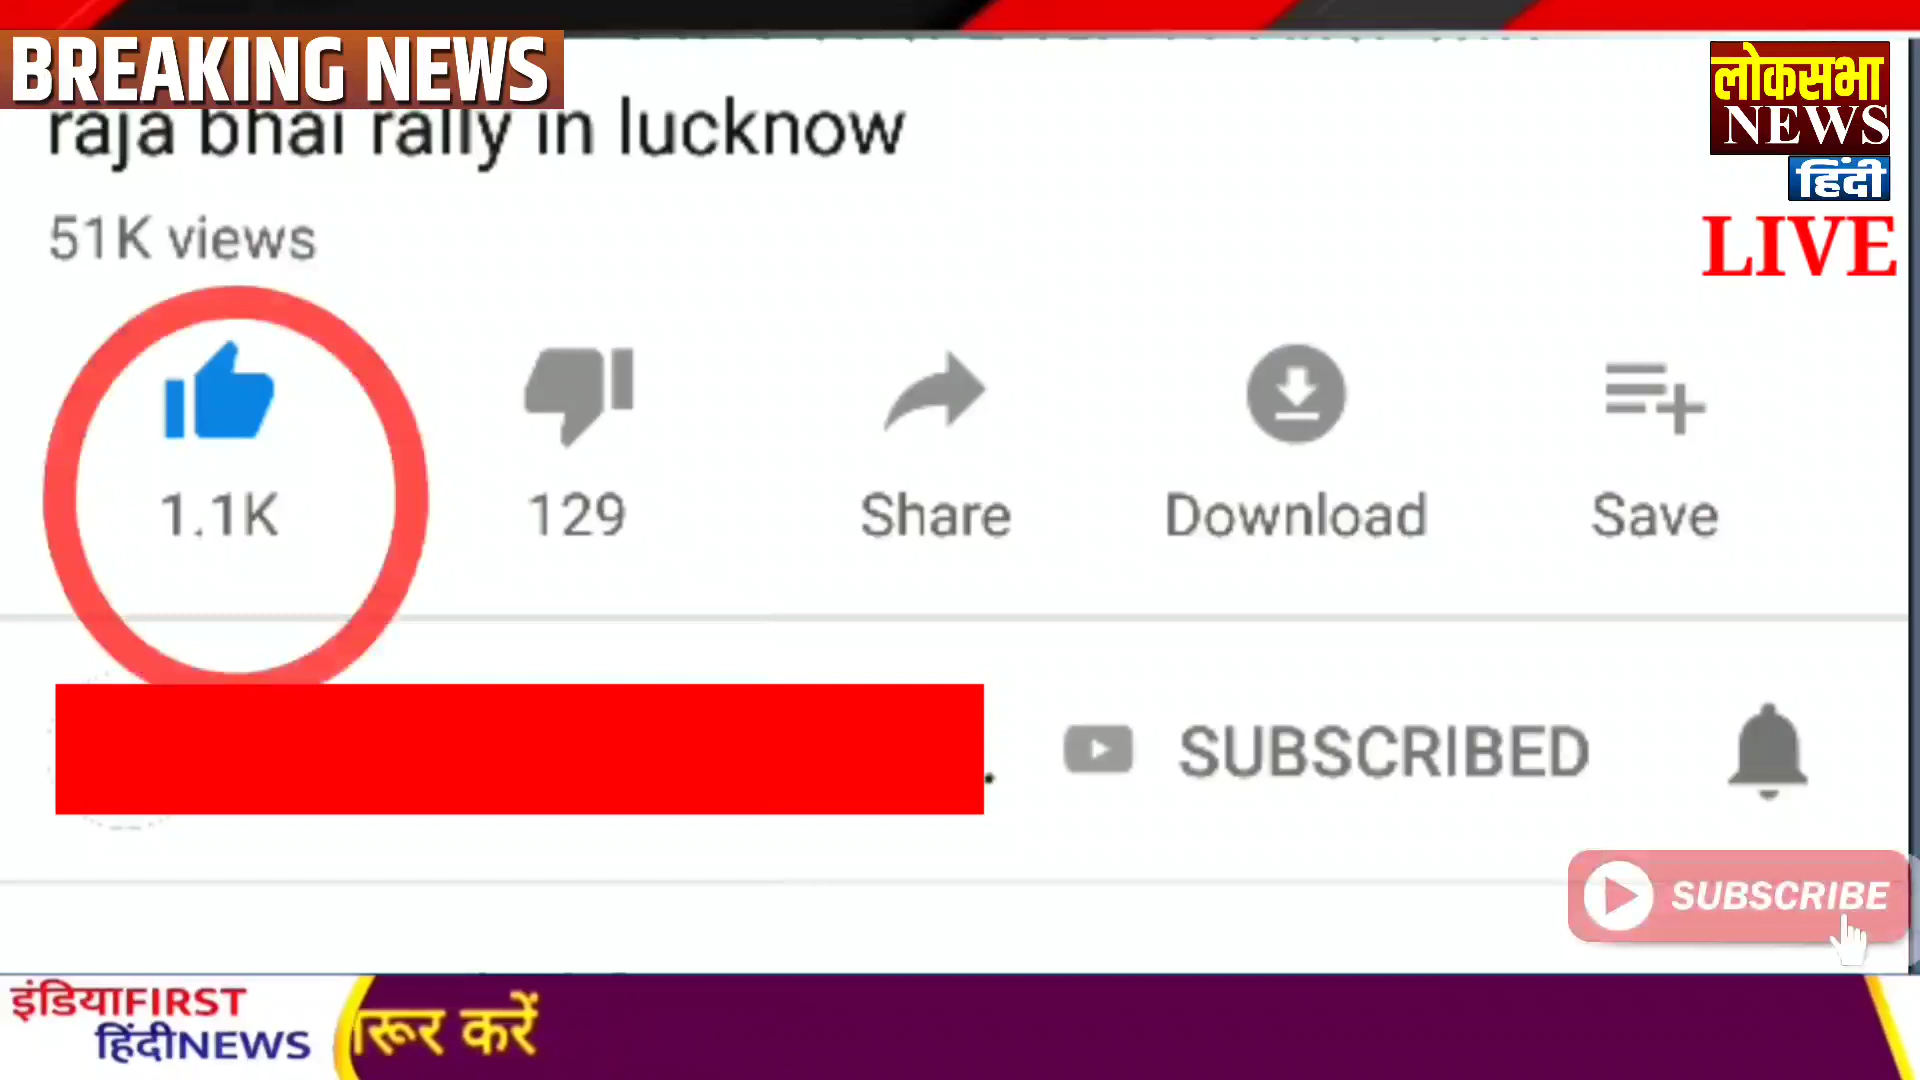 BREAKING NEWS
लोकसभा
NEWS
हिंदी
LIVE
raja bhai rally in lucknow
51K views
1.1K
129
Share
Download
Save
SUBSCRIBED
SUBSCRIBE
इंडियाFIRST
हिंदीNEWS
करें